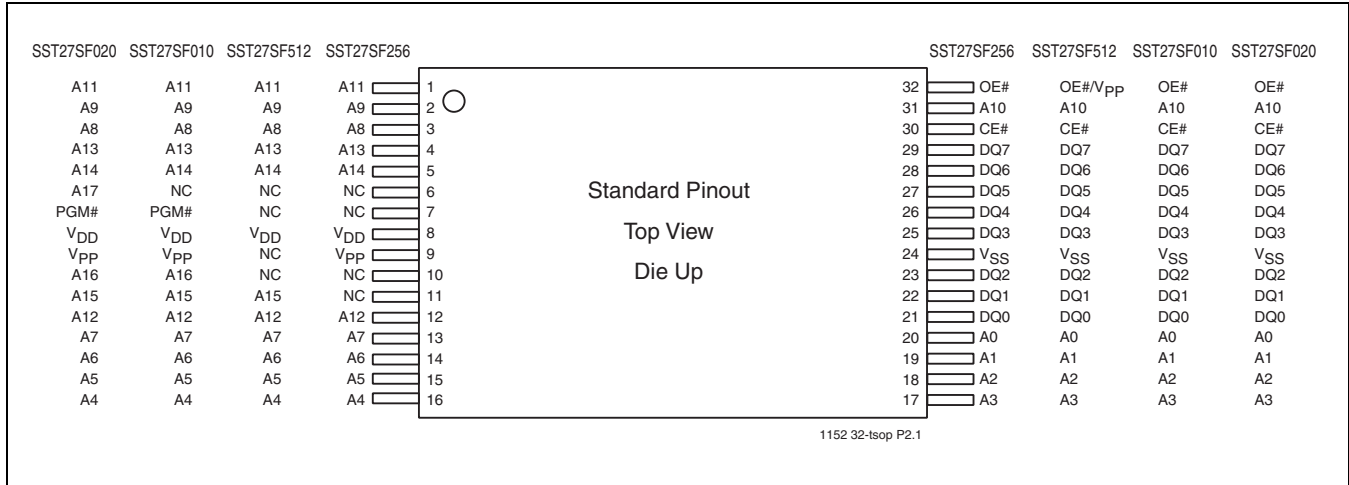 SST27SF020 SST27SF010 SST27SF512 SST27SF256 SST27SF256 SST27SF512 SST27SF010 SST27SF020
A11 A11 A11 A11 1 32 OE# OE#/VPP OE# OE#
A9 A9 A9 A9 2 31 A10 A10 A10 A10
A8 A8 A8 A8 3 30 CE# CE# CE# CE#
A13 A13 A13 A13 4 29 DQ7 DQ7 DQ7 DQ7
A14 A14 A14 A14 5 28 DQ6 DQ6 DQ6 DQ6
A17 NC NC NC 6 Standard Pinout 27 DQ5 DQ5 DQ5 DQ5
PGM# PGM# NC NC 7 26 DQ4 DQ4 DQ4 DQ4
VDD VDD VDD VDD 8 Top View 25 DQ3 DQ3 DQ3 DQ3
VPP VPP NC VPP 9 24 VSS VSS VSS VSS
A16 A16 NC NC 10 Die Up 23 DQ2 DQ2 DQ2 DQ2
A15 A15 A15 NC 11 22 DQ1 DQ1 DQ1 DQ1
A12 A12 A12 A12 12 21 DQ0 DQ0 DQ0 DQ0
A7 A7 A7 A7 13 20 A0 A0 A0 A0
A6 A6 A6 A6 14 19 A1 A1 A1 A1
A5 A5 A5 A5 15 18 A2 A2 A2 A2
A4 A4 A4 A4 16 17 A3 A3 A3 A3
1152 32-tsop P2.1